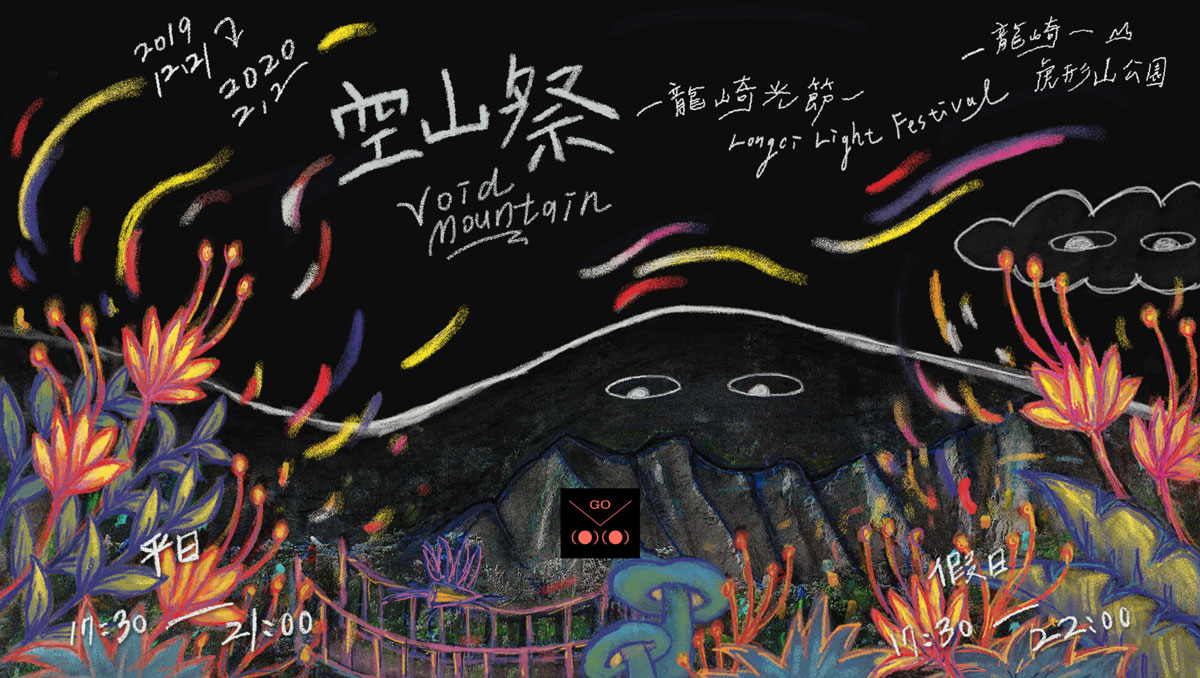 2019
12.21
2020
2.2
空山祭
Void
mountain
龍崎光節
Longci Light Festival
龍崎
虎形山公園
GO
平日
17:30 — 21:00
假日
17:30 — 22:00